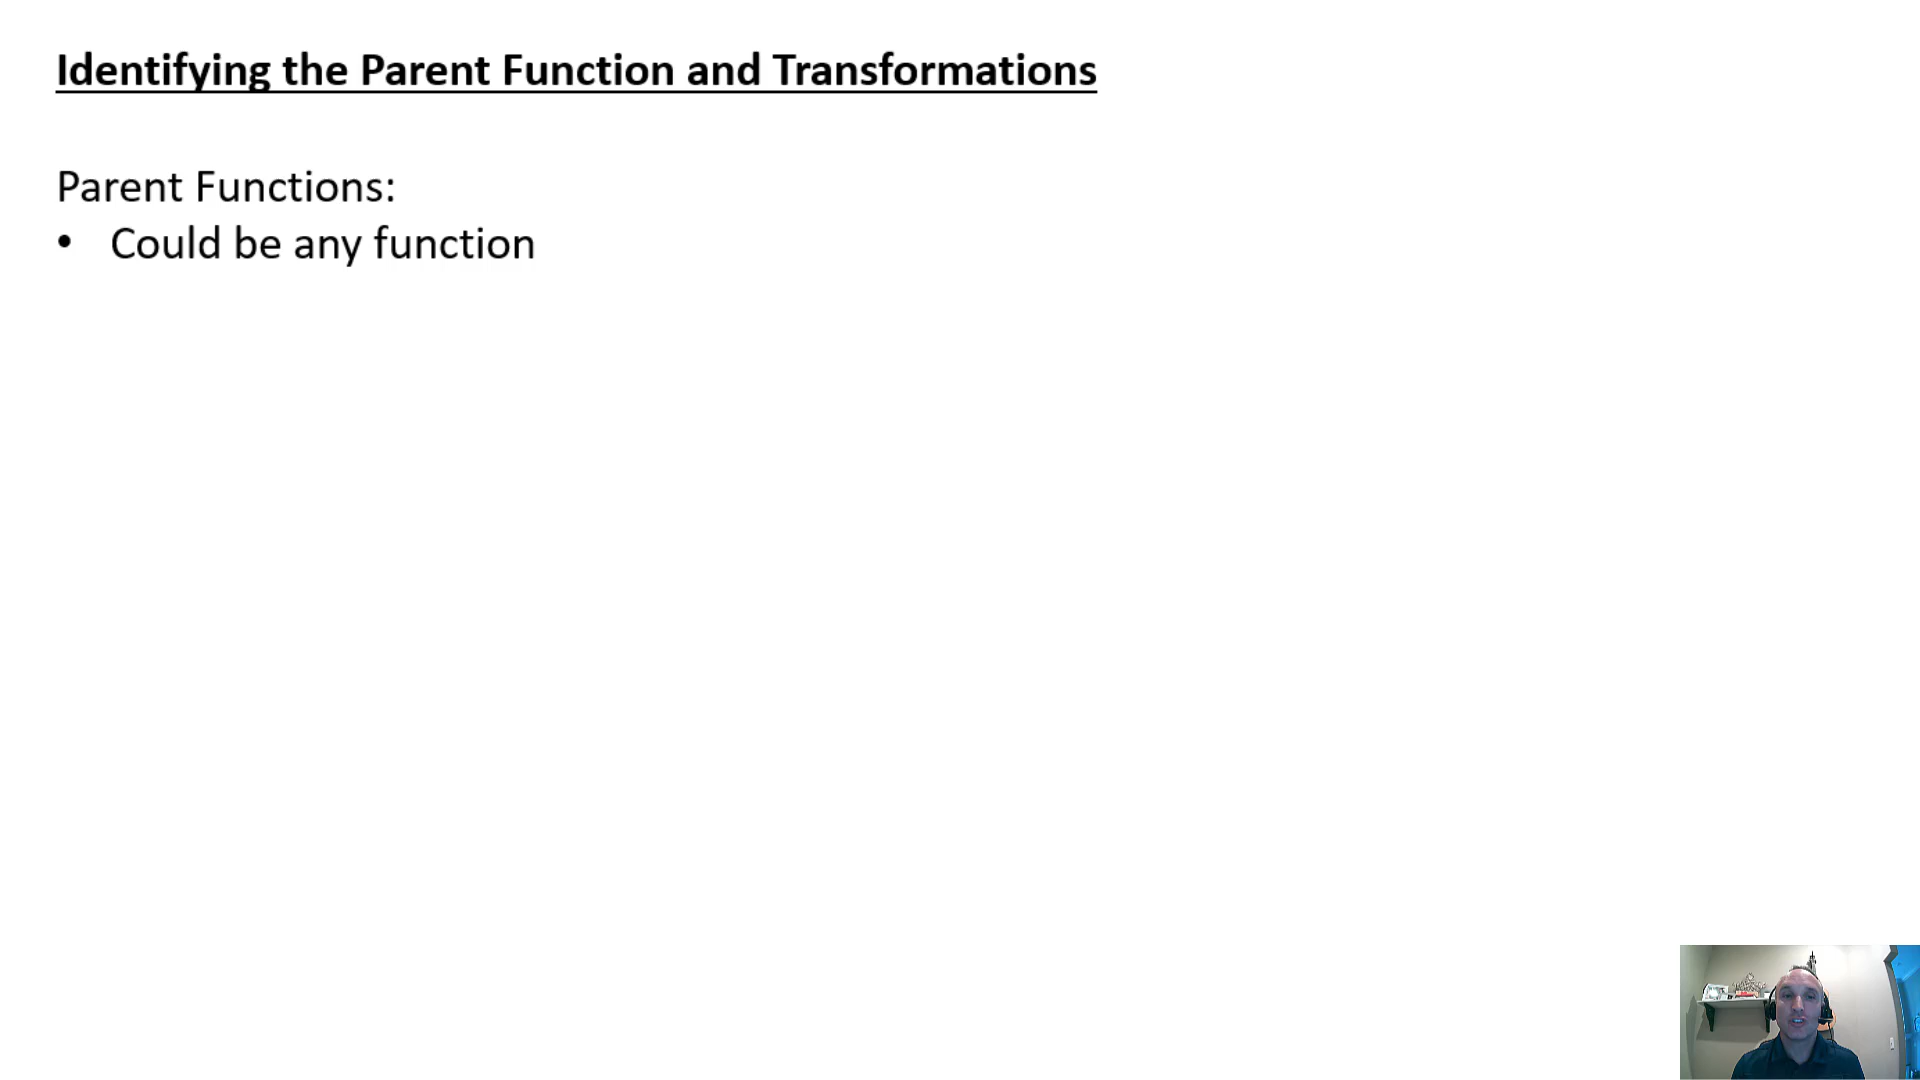 Identifying the Parent Function and Transformations
Parent Functions:
• Could be any function